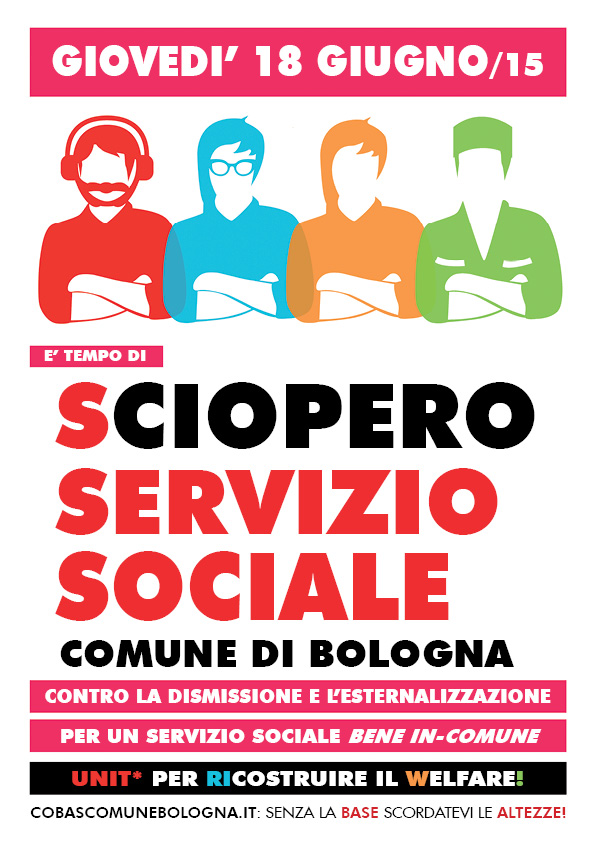 GIOVEDI' 18 GIUGNO/15
E' TEMPO DI
SCIOPERO
SERVIZIO
SOCIALE
COMUNE DI BOLOGNA
CONTRO LA DISMISSIONE E L'ESTERNALIZZAZIONE
PER UN SERVIZIO SOCIALE BENE IN-COMUNE
UNIT* PER RICOSTRUIRE IL WELFARE!
COBASCOMUNEBOLOGNA.IT: SENZA LA BASE SCORDATEVI LE ALTEZZE!